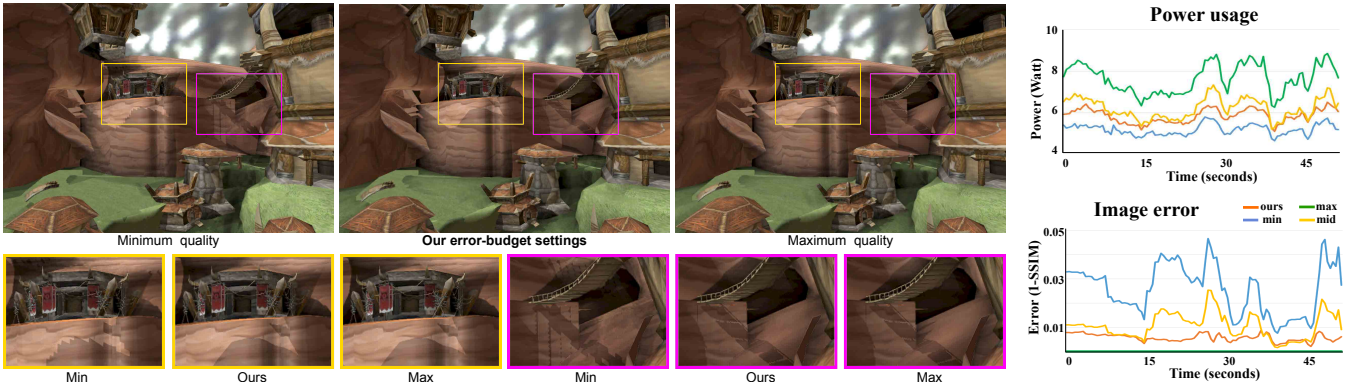 Minimum quality
Our error-budget settings
Maximum quality
Min
Ours
Max
Min
Ours
Max
Power usage
Power (Watt)
10
8
6
4
0
15
30
45
Time (seconds)
Image error
ours
max
min
mid
Error (1-SSIM)
0.05
0.03
0.01
0
15
30
45
Time (seconds)